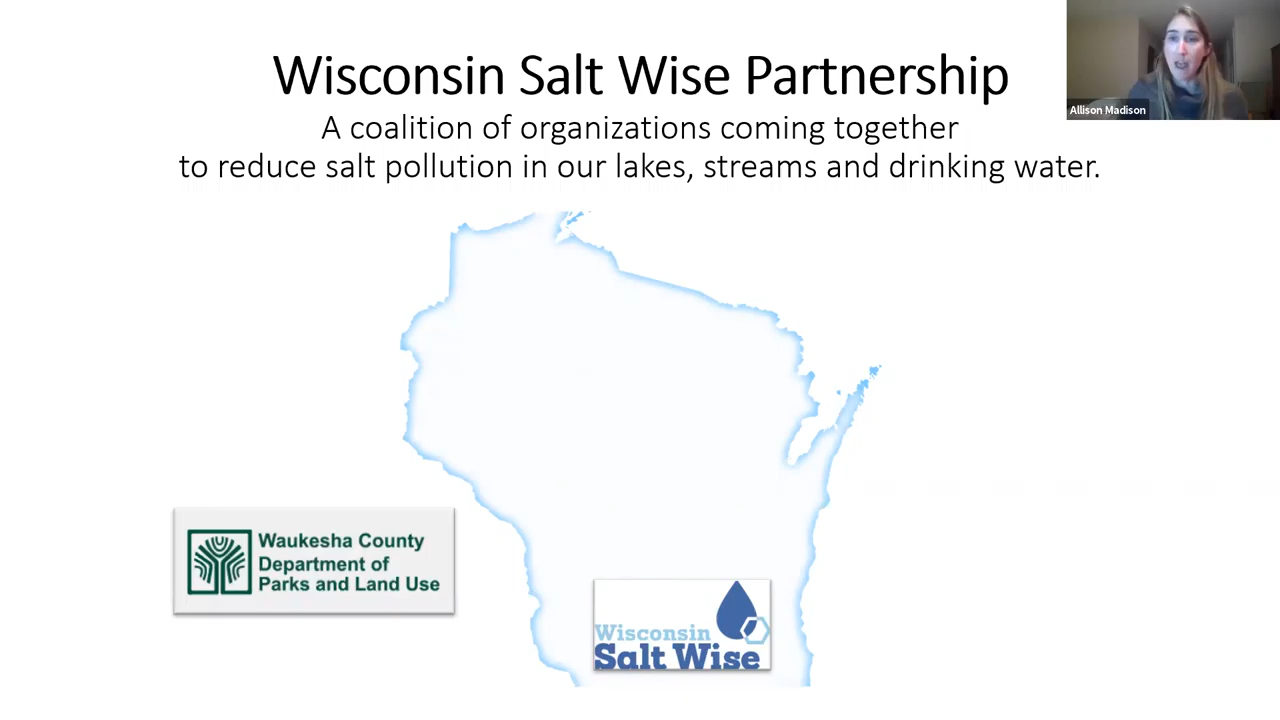 Wisconsin Salt Wise Partnership
A coalition of organizations coming together
to reduce salt pollution in our lakes, streams and drinking water.
Allison Madison
Waukesha County
Department of
Parks and Land Use
Wisconsin
Salt Wise